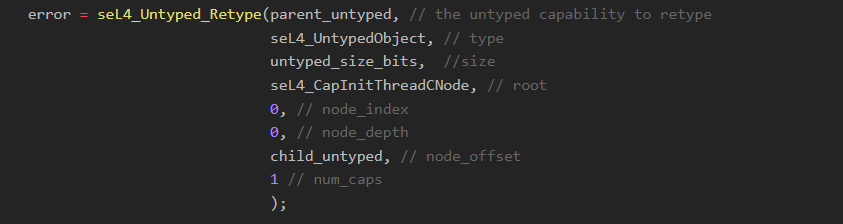 error = seL4_Untyped_Retype(parent_untyped, // the untyped capability to retype
seL4_UntypedObject, // type
untyped_size_bits,  //size
seL4_CapInitThreadCNode, // root
0, // node_index
0, // node_depth
child_untyped, // node_offset
1 // num_caps
);